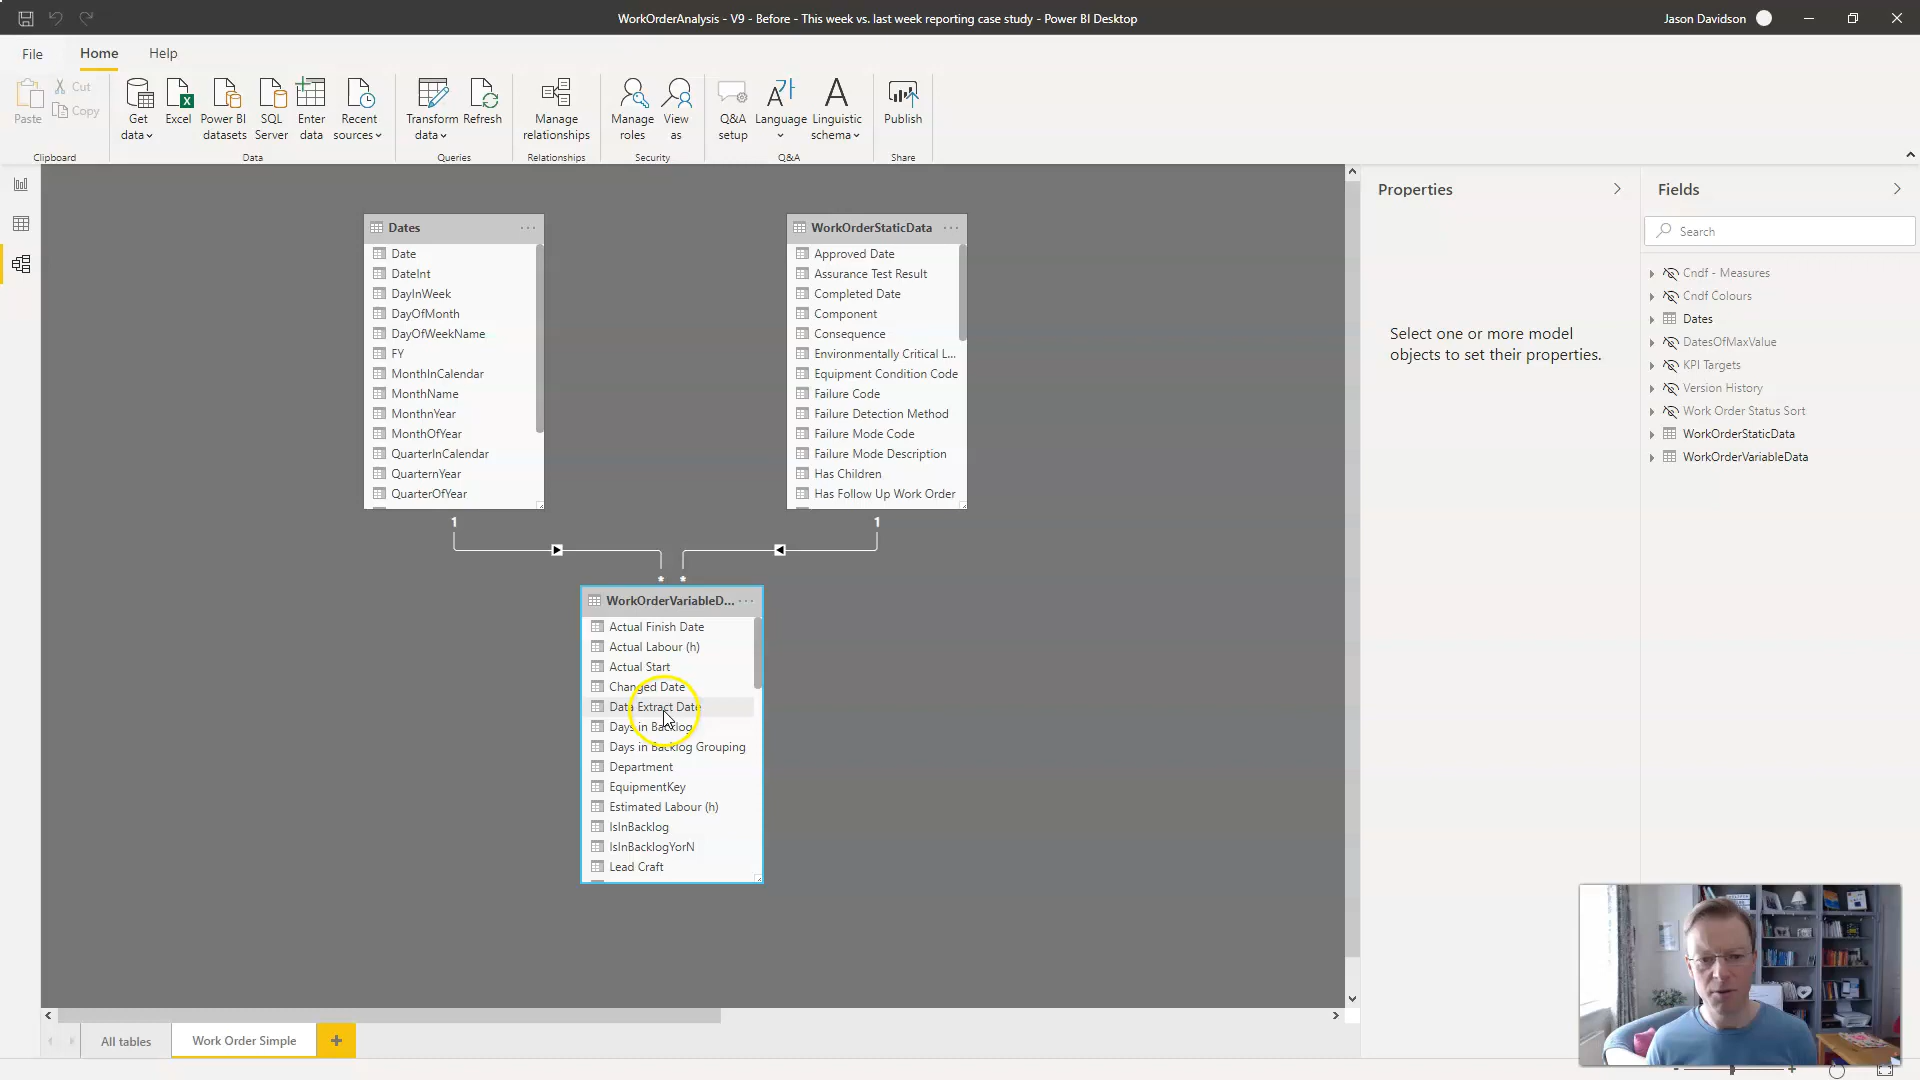 WorkOrderAnalysis - V9 - Before - This week vs. last week reporting case study - Power BI Desktop
Jason Davidson
File
Home
Help
Paste
Cut
Copy
Get data
Excel
Power BI datasets
SQL Server
Enter data
Recent sources
Transform data
Refresh
Manage relationships
Manage roles
View as
Q&A setup
Language
Linguistic schema
Publish
Clipboard
Data
Queries
Relationships
Security
Q&A
Share
Dates
Date
DateInt
DayInWeek
DayOfMonth
DayOfWeekName
FY
MonthInCalendar
MonthName
MonthnYear
MonthOfYear
QuarterInCalendar
QuarternYear
QuarterOfYear
WorkOrderStaticData
Approved Date
Assurance Test Result
Completed Date
Component
Consequence
Environmentally Critical L...
Equipment Condition Code
Failure Code
Failure Detection Method
Failure Mode Code
Failure Mode Description
Has Children
Has Follow Up Work Order
1
1
*
*
WorkOrderVariableD...
Actual Finish Date
Actual Labour (h)
Actual Start
Changed Date
Data Extract Date
Days in Backlog
Days in Backlog Grouping
Department
EquipmentKey
Estimated Labour (h)
IsInBacklog
IsInBacklogYorN
Lead Craft
Properties
Select one or more model
objects to set their properties.
Fields
Search
Cndf - Measures
Cndf Colours
Dates
DatesOfMaxValue
KPI Targets
Version History
Work Order Status Sort
WorkOrderStaticData
WorkOrderVariableData
All tables
Work Order Simple